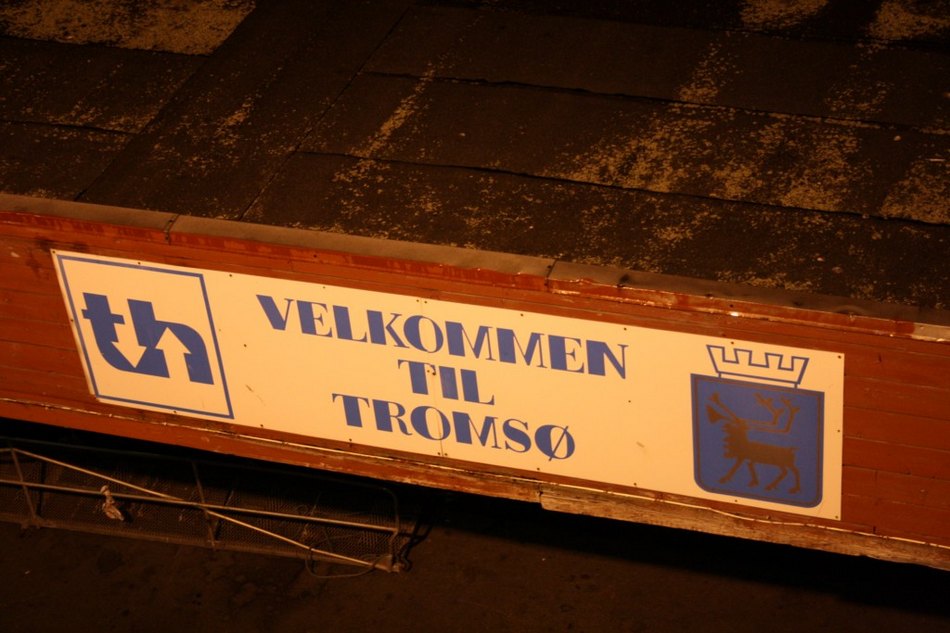 th
VELKOMMEN
TIL
TROMSØ